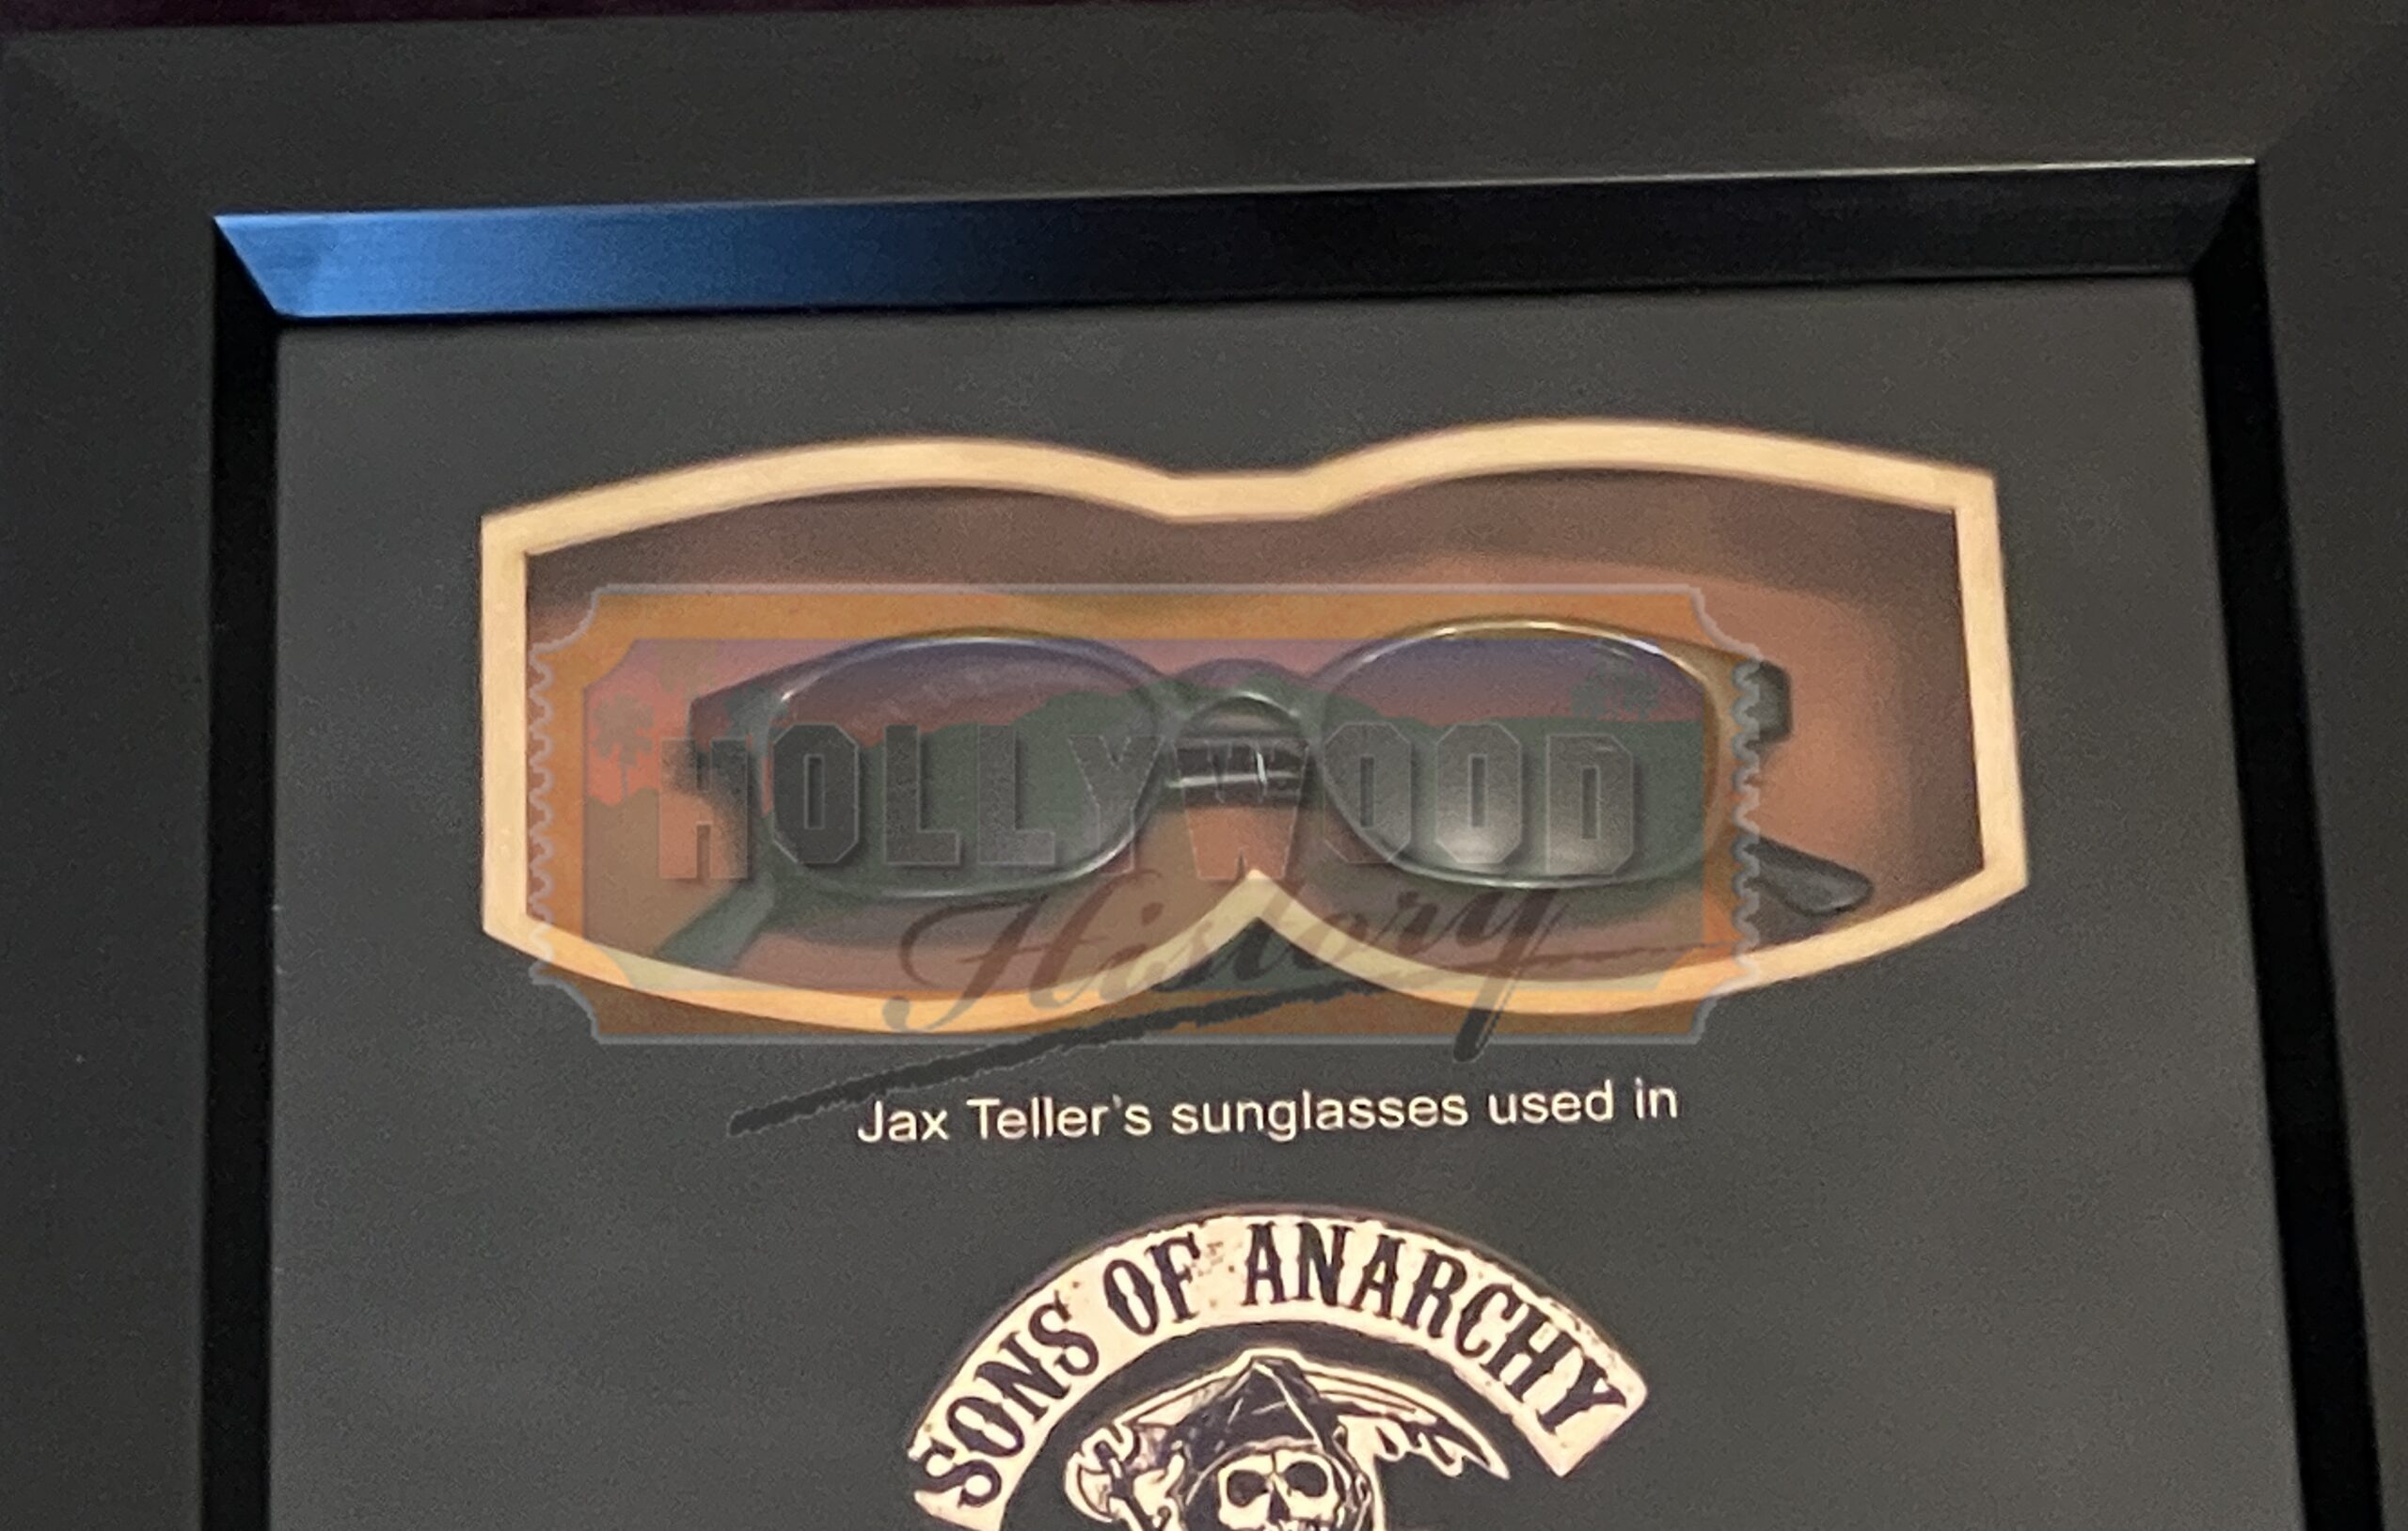 HOLLYWOOD
History
Jax Teller's sunglasses used in
SONS OF ANARCHY